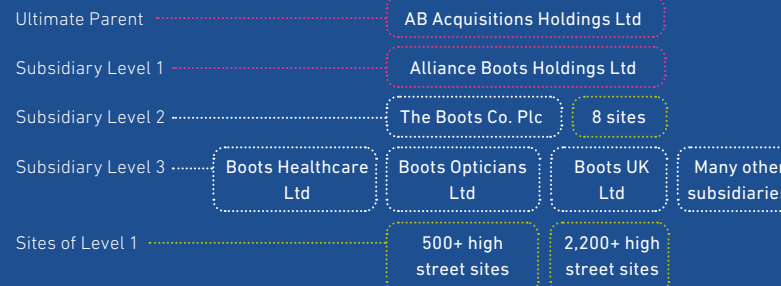 Ultimate Parent AB Acquisitions Holdings Ltd
Subsidiary Level 1 Alliance Boots Holdings Ltd
Subsidiary Level 2 The Boots Co. Plc 8 sites
Subsidiary Level 3 Boots Healthcare Boots Opticians Boots UK Many other
Ltd Ltd Ltd subsidiaries
Sites of Level 1 500+ high 2,200+ high
street sites street sites